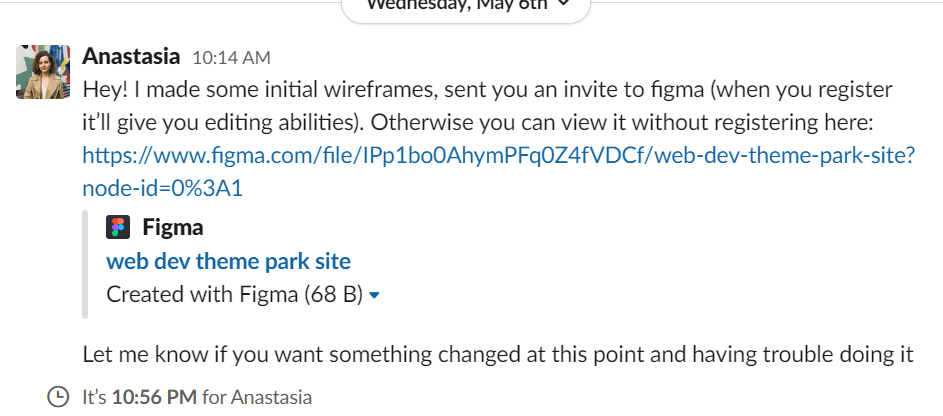 Wednesday, May 6th
Anastasia 10:14 AM
Hey! I made some initial wireframes, sent you an invite to figma (when you register
it'll give you editing abilities). Otherwise you can view it without registering here:
https://www.figma.com/file/IPp1bo0AhymPFq0Z4fVDCf/web-dev-theme-park-site?
node-id=0%3A1
Figma
web dev theme park site
Created with Figma (68 B)
Let me know if you want something changed at this point and having trouble doing it
It's 10:56 PM for Anastasia